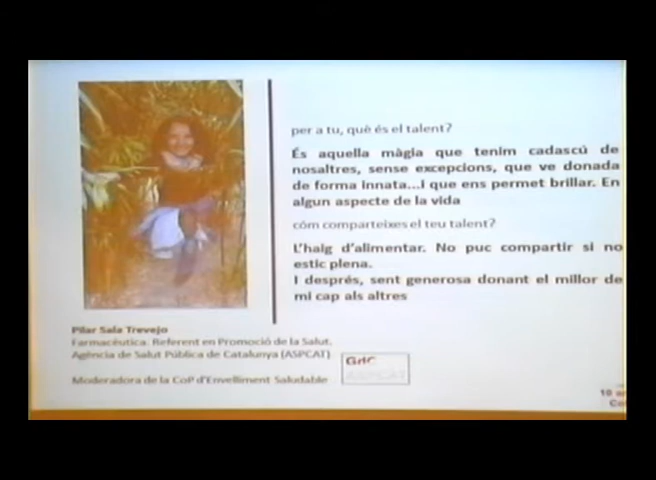 per a tu, què és el talent?
És aquella màgia que tenim cadascú de
nosaltres, sense excepcions, que ve donada
de forma innata...i que ens permet brillar. En
algun aspecte de la vida
cóm comparteixes el teu talent?
L'haig d'alimentar. No puc compartir si no
estic plena.
I després, sent generosa donant el millor de
mi cap als altres
Pilar Sala Trevejo
Farmacèutica. Referent en Promoció de la Salut.
Agència de Salut Pública de Catalunya (ASPCAT)
Moderadora de la CoP d'Envelliment Saludable
ASPCAT
10